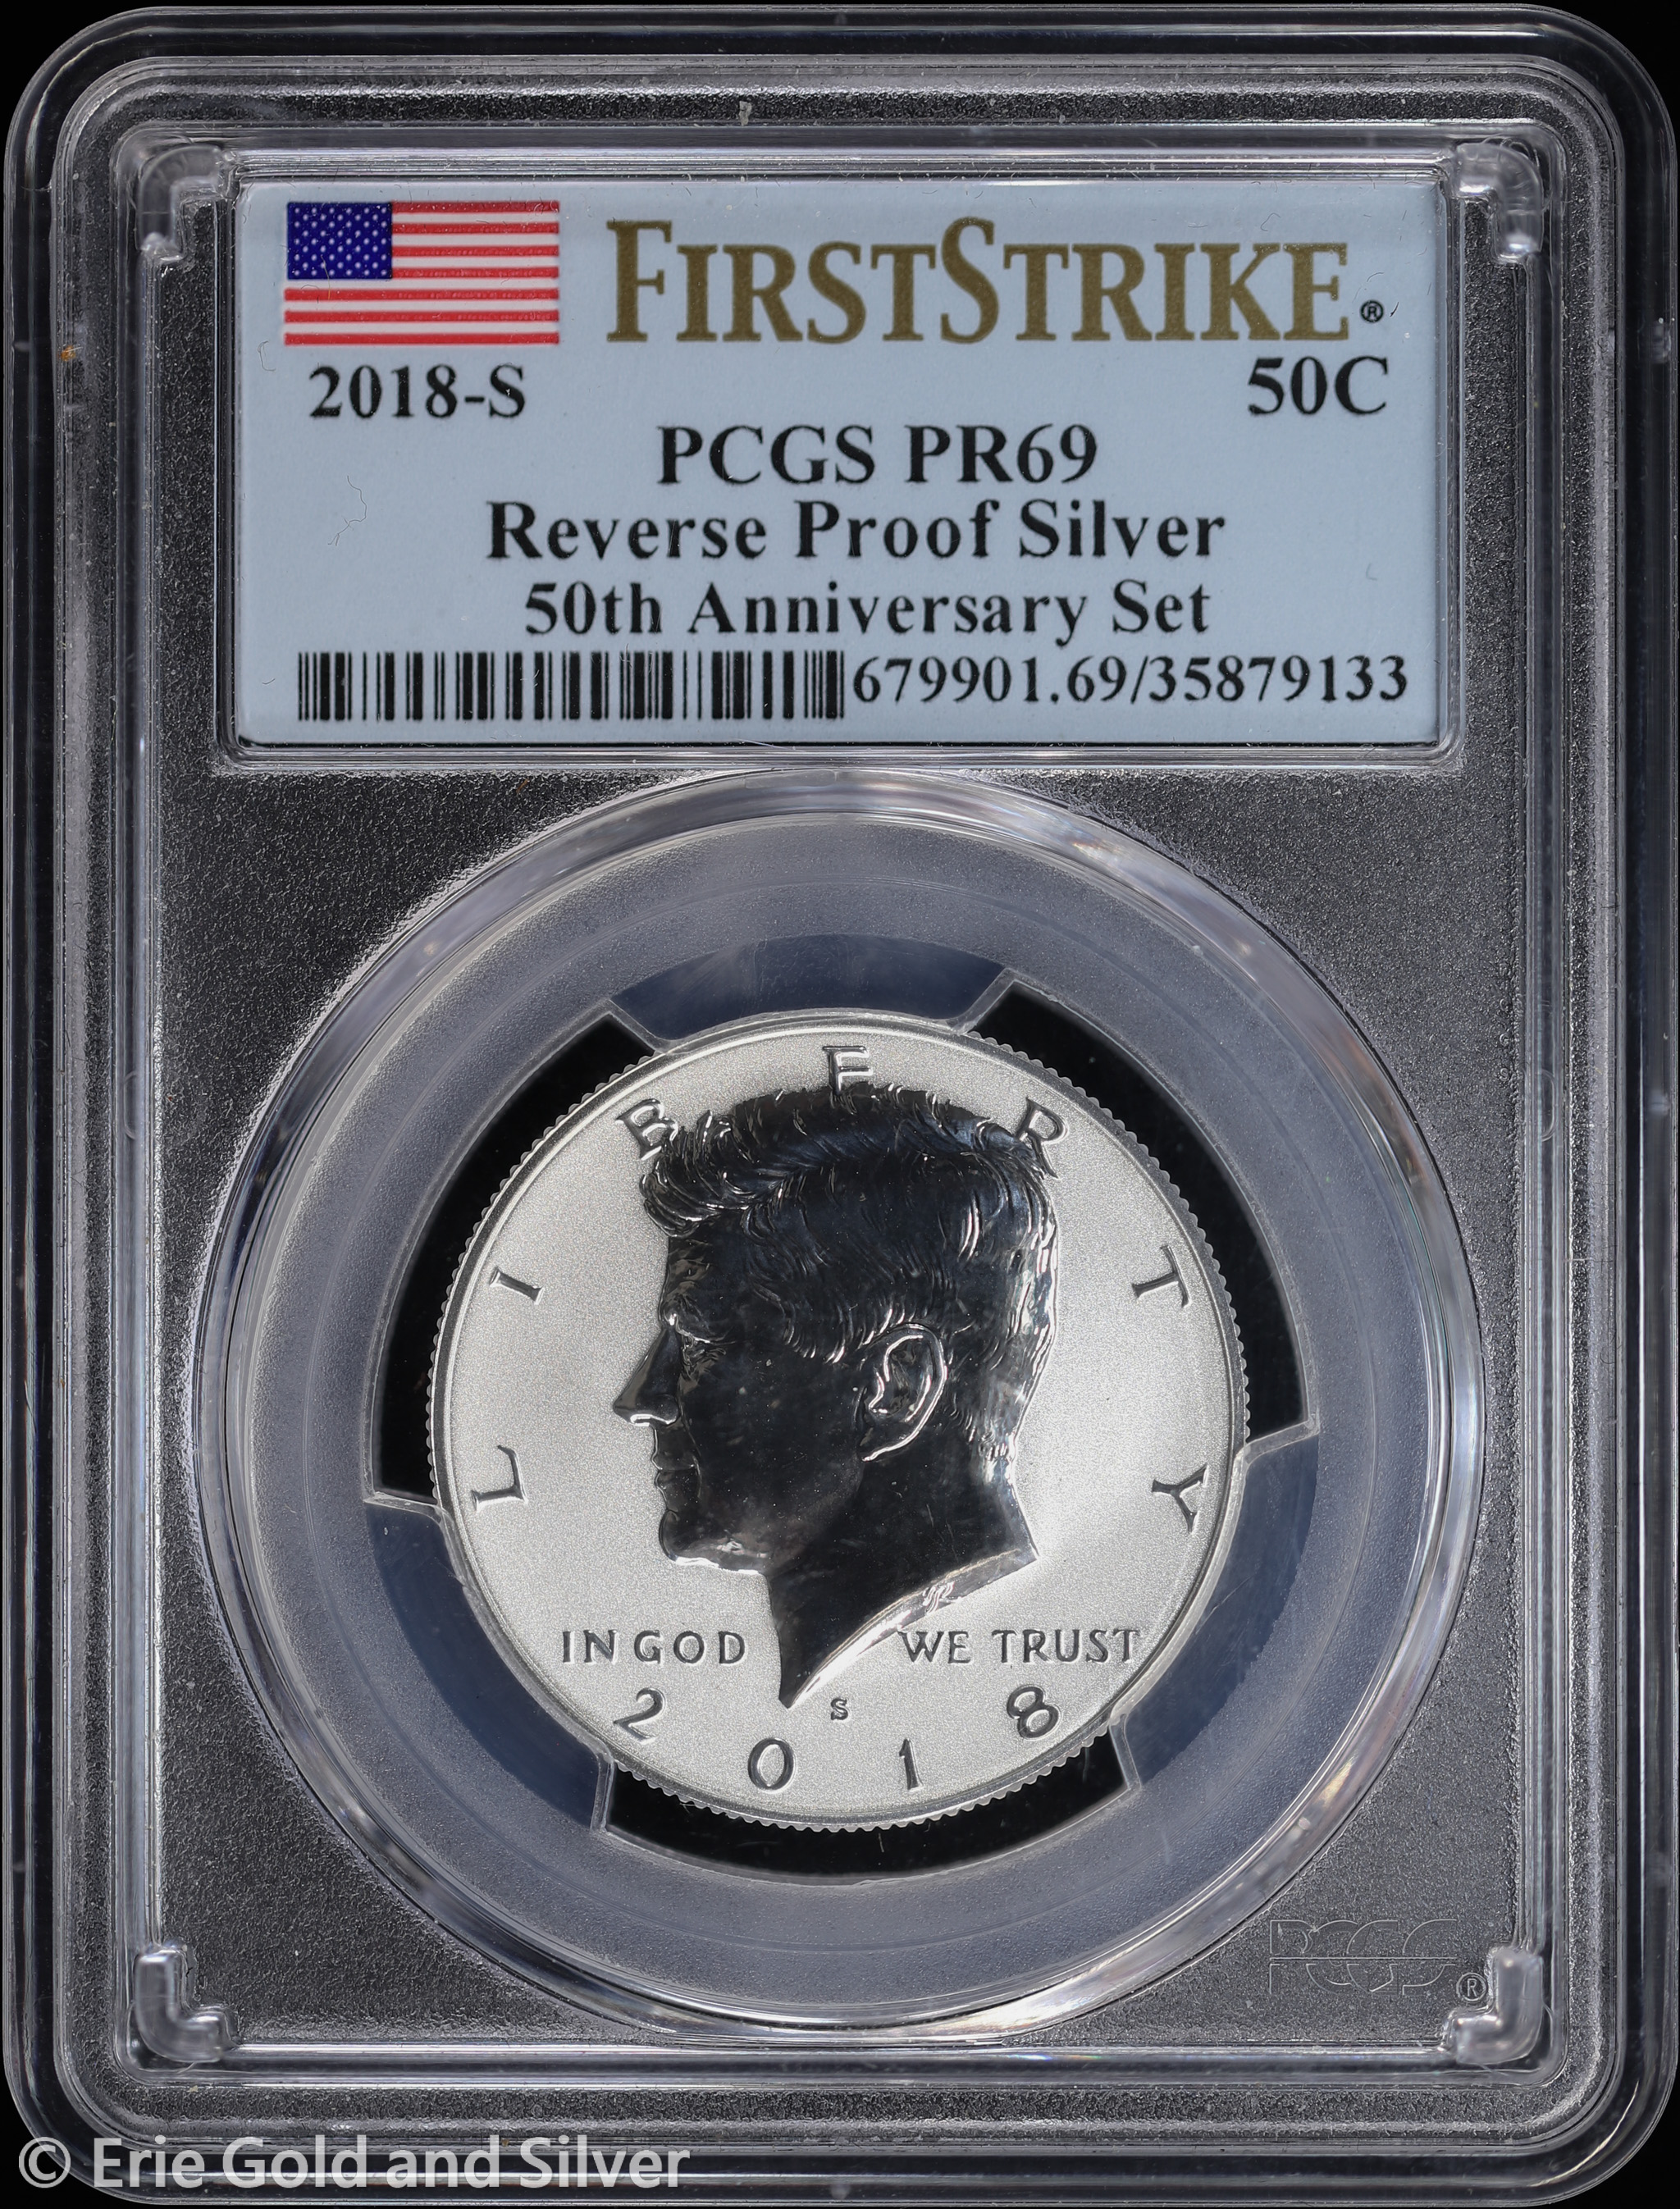 FIRSTSTRIKE®
2018-S 50C
PCGS PR69
Reverse Proof Silver
50th Anniversary Set
679901.69/35879133
LIBERTY
IN GOD WE TRUST
S
2018
PCGS®
© Erie Gold and Silver